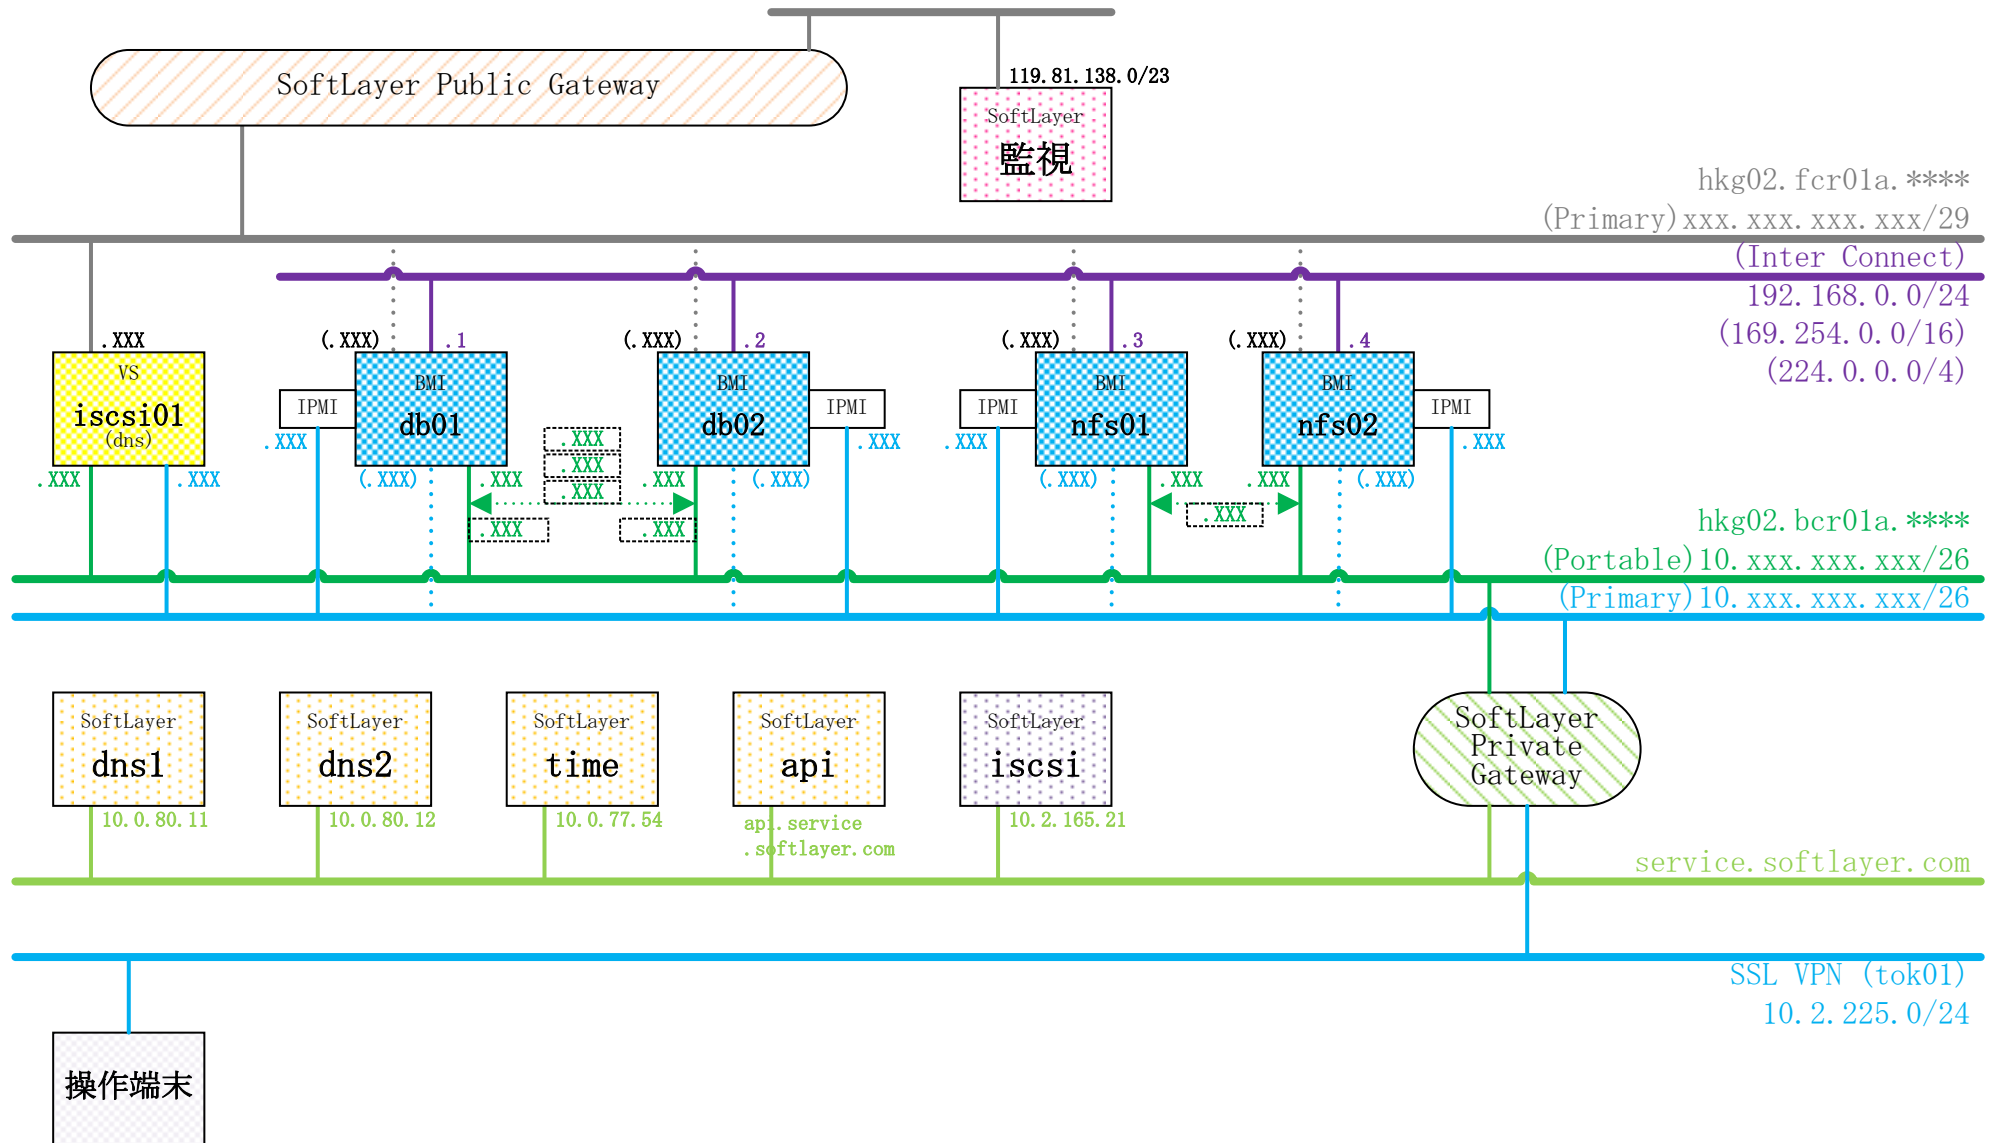 SoftLayer Public Gateway
119.81.138.0/23
SoftLayer
監視
hkg02.fcr01a.****
(Primary)xxx.xxx.xxx.xxx/29
(Inter Connect)
192.168.0.0/24
(169.254.0.0/16)
(224.0.0.0/4)
.XXX
(.XXX)
.1
(.XXX)
.2
(.XXX)
.3
(.XXX)
.4
VS
iscsi01
(dns)
IPMI
BMI
db01
BMI
db02
IPMI
IPMI
BMI
nfs01
BMI
nfs02
IPMI
.XXX
.XXX
.XXX
.XXX
.XXX
.XXX
.XXX
.XXX
.XXX
(.XXX)
.XXX
.XXX
.XXX
(.XXX)
(.XXX)
.XXX
.XXX
(.XXX)
.XXX
.XXX
.XXX
hkg02.bcr01a.****
(Portable)10.xxx.xxx.xxx/26
(Primary)10.xxx.xxx.xxx/26
SoftLayer
dns1
SoftLayer
dns2
SoftLayer
time
SoftLayer
api
SoftLayer
iscsi
SoftLayer
Private
Gateway
10.0.80.11
10.0.80.12
10.0.77.54
api.service
.softlayer.com
10.2.165.21
service.softlayer.com
SSL VPN (tok01)
10.2.225.0/24
操作端末